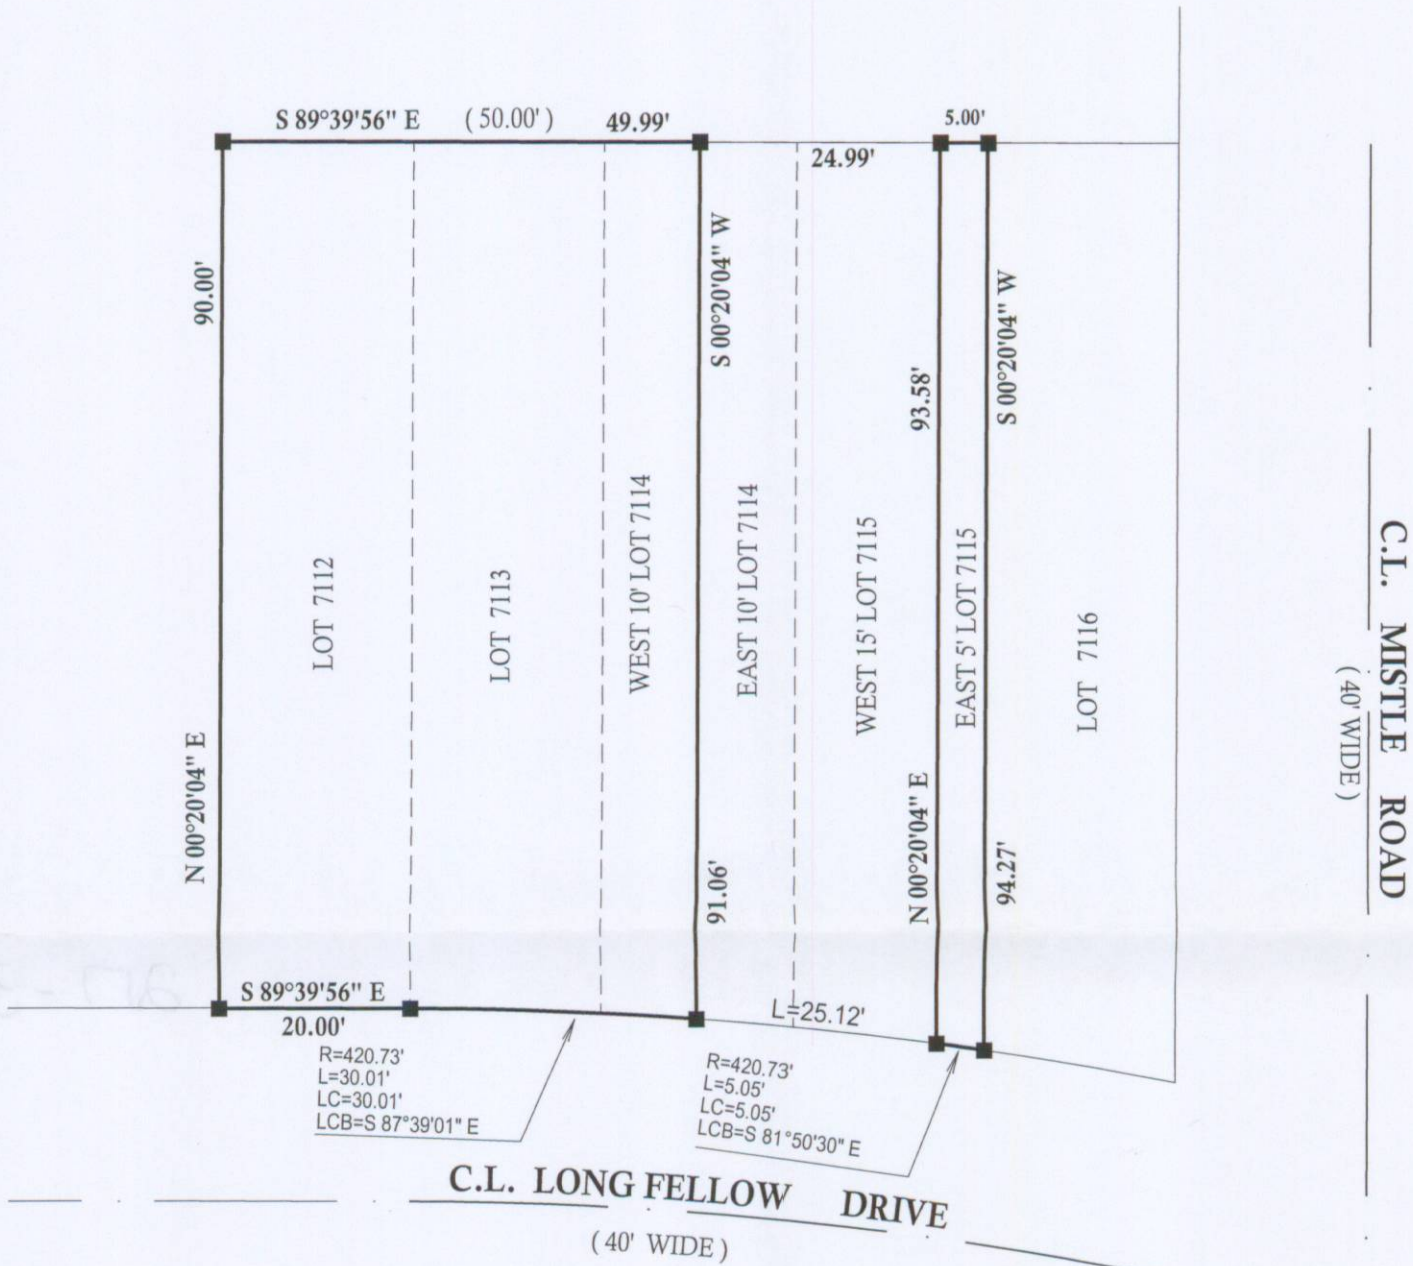 S 89°39'56" E ( 50.00' ) 49.99'
5.00'
24.99'
90.00'
N 00°20'04" E
S 00°20'04" W
91.06'
93.58'
N 00°20'04" E
S 00°20'04" W
94.27'
LOT 7112
LOT 7113
WEST 10' LOT 7114
EAST 10' LOT 7114
WEST 15' LOT 7115
EAST 5' LOT 7115
LOT 7116
C.L. MISTLE ROAD
( 40' WIDE )
S 89°39'56" E
20.00'
L=25.12'
R=420.73'
L=30.01'
LC=30.01'
LCB=S 87°39'01" E
R=420.73'
L=5.05'
LC=5.05'
LCB=S 81°50'30" E
C.L. LONG FELLOW DRIVE
( 40' WIDE )